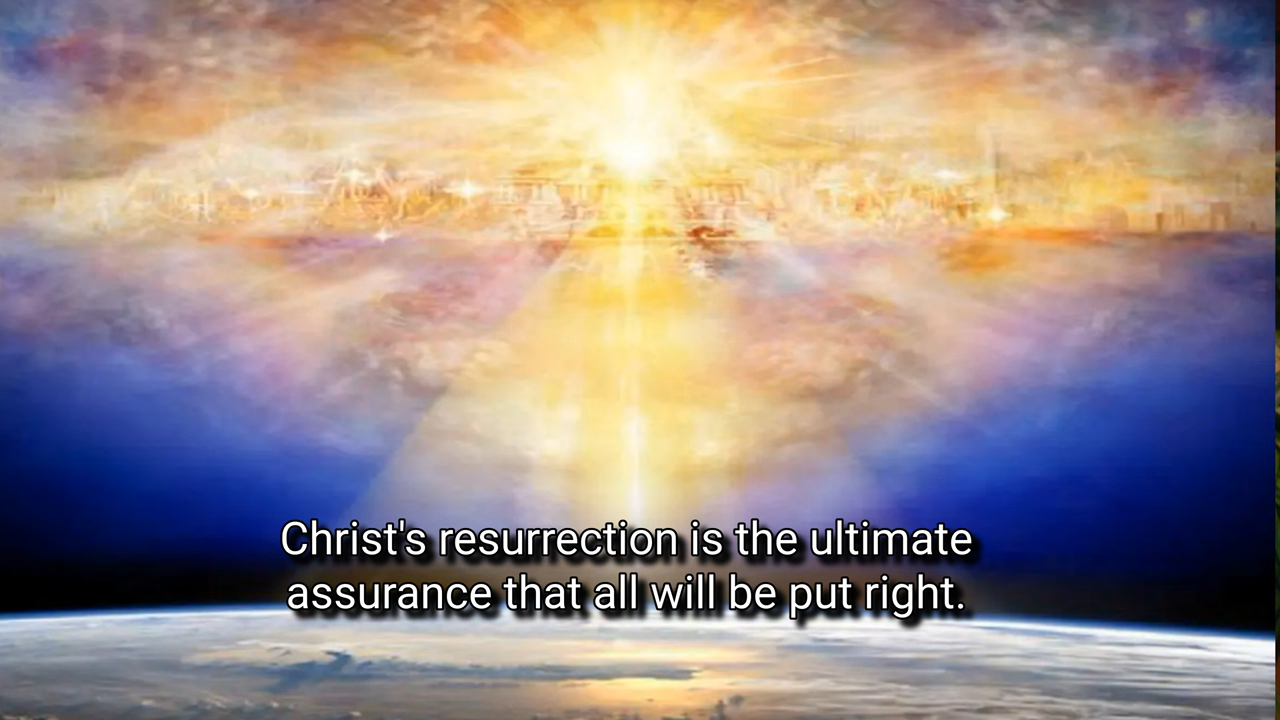 Christ's resurrection is the ultimate
assurance that all will be put right.